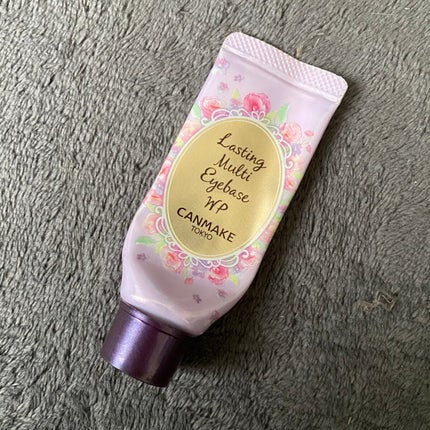 Lasting
Multi
Eyebase
WP
CANMAKE
TOKYO